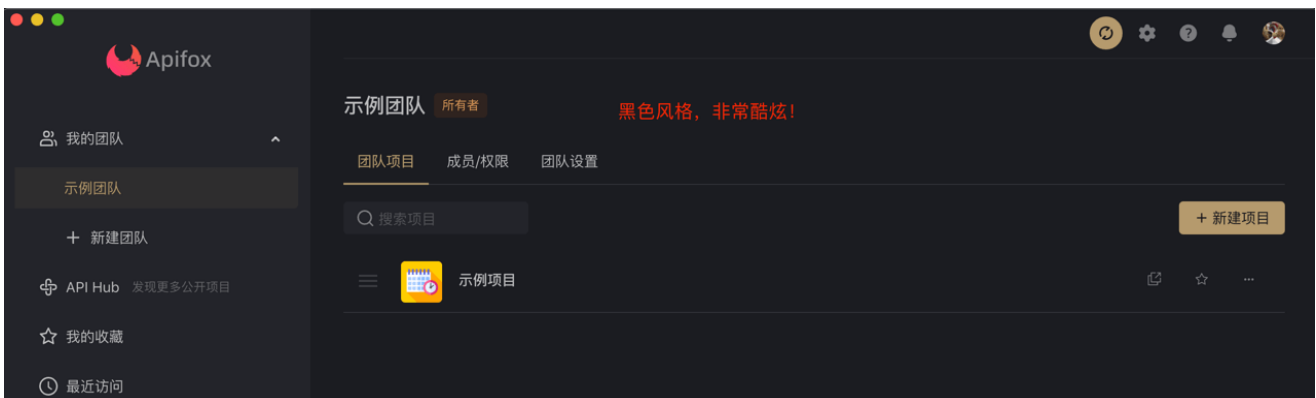 Apifox
我的团队
示例团队
+ 新建团队
API Hub 发现更多公开项目
我的收藏
最近访问
示例团队 所有者
黑色风格，非常酷炫！
团队项目 成员/权限 团队设置
搜索项目
+ 新建项目
示例项目